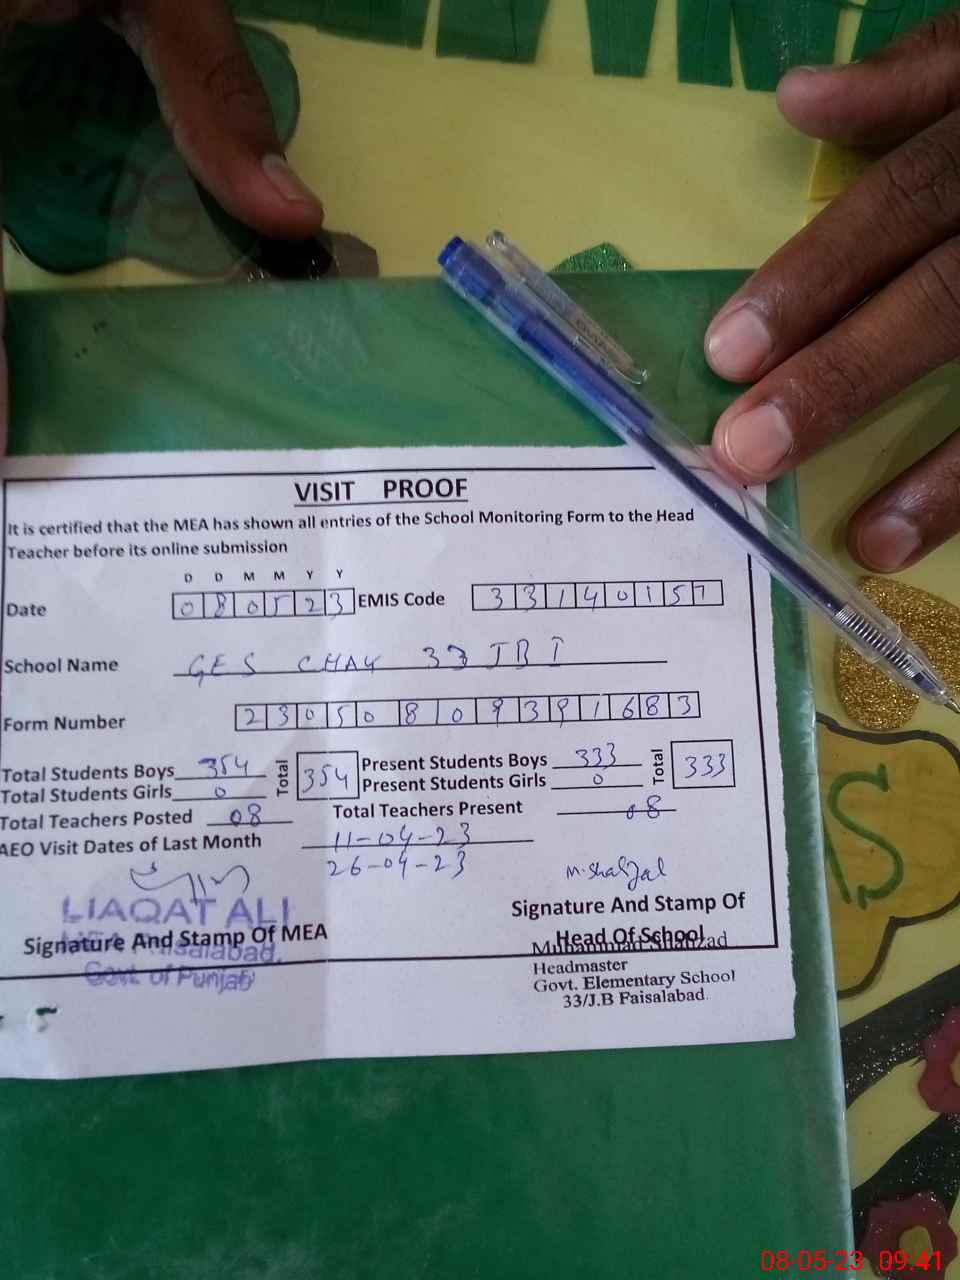 VISIT PROOF
It is certified that the MEA has shown all entries of the School Monitoring Form to the Head
Teacher before its online submission
D D M M Y Y
Date 0 8 0 5 2 3 EMIS Code 3 3 1 4 0 1 5 7
School Name GES CHAK 33 JB I
Form Number 2 3 0 5 0 8 0 9 3 9 1 6 8 3
Total Students Boys 354 Total 354 Present Students Boys 333 Total 333
Total Students Girls 0 Present Students Girls 0
Total Teachers Posted 08 Total Teachers Present 08
AEO Visit Dates of Last Month 11-04-23
26-04-23
M.Shahzad
LIAQAT ALI
Signature And Stamp Of MEA
Faisalabad.
Govt of Punjab
Signature And Stamp Of
Head Of School
Muhammad Shahzad
Headmaster
Govt. Elementary School
33/J.B Faisalabad.
S
08-05-23 09:41